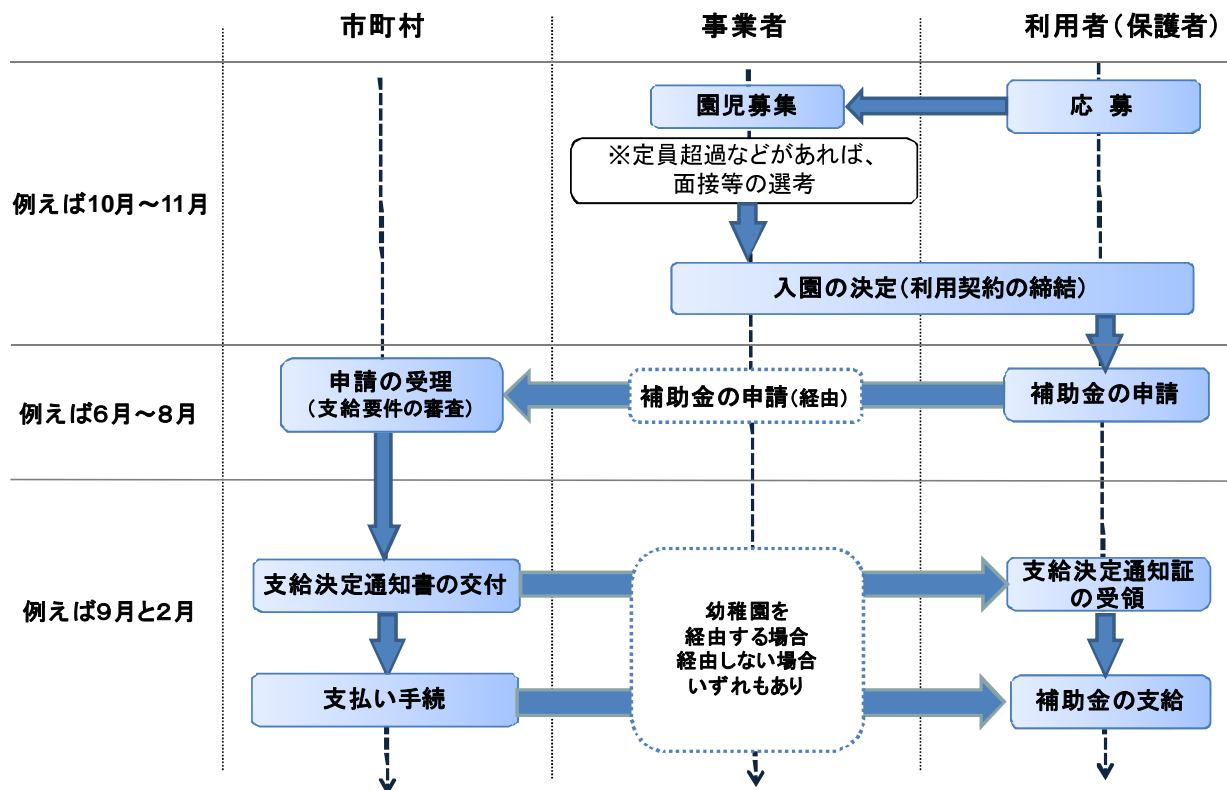 市町村
事業者
利用者（保護者）
園児募集
応　募
※定員超過などがあれば、
面接等の選考
例えば10月～11月
入園の決定（利用契約の締結）
申請の受理
（支給要件の審査）
補助金の申請（経由）
補助金の申請
例えば6月～8月
支給決定通知書の交付
支給決定通知証
の受領
例えば9月と2月
幼稚園を
経由する場合
経由しない場合
いずれもあり
支払い手続
補助金の支給